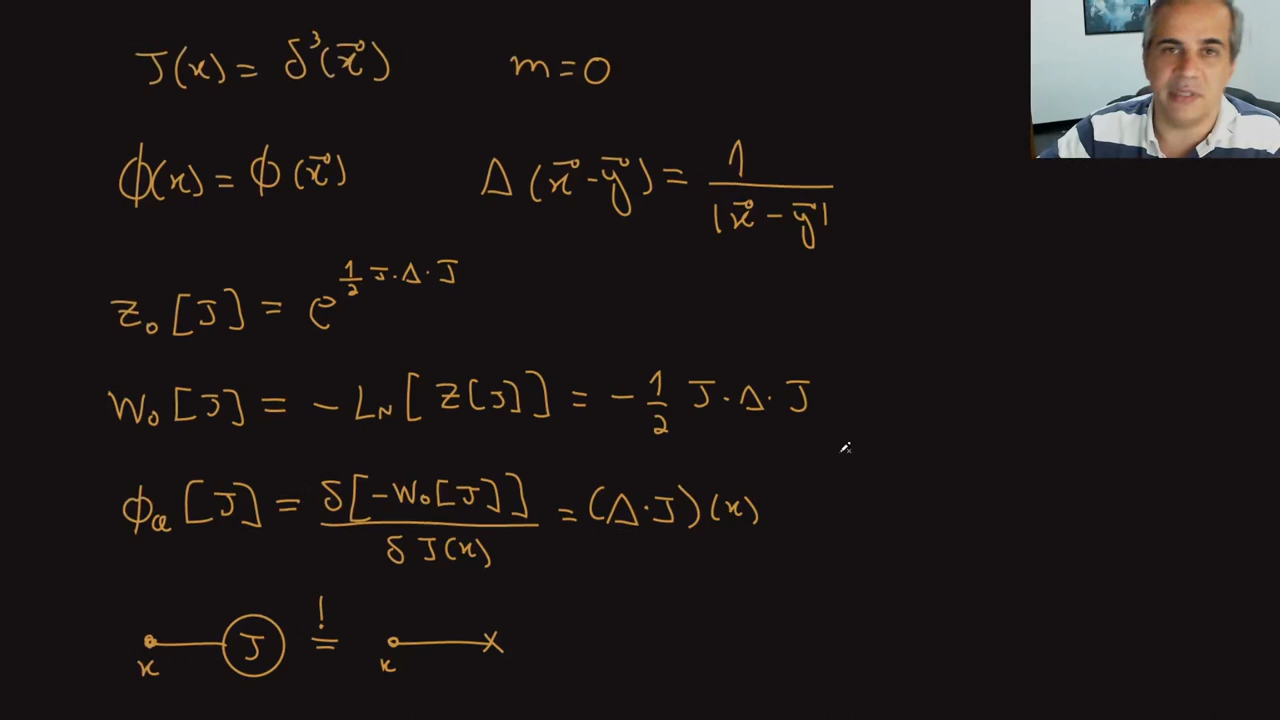 J(x) = δ³(x⃗) m = 0
ϕ(x) = ϕ(x⃗) Δ(x⃗ - y⃗) = 1 / |x⃗ - y⃗|
Z₀[J] = e^{1/2 J·Δ·J}
W₀[J] = - LN[Z[J]] = - 1/2 J·Δ·J
ϕ_cl[J] = δ[-W₀[J]] / δJ(x) = (Δ·J)(x)
J != 
x x